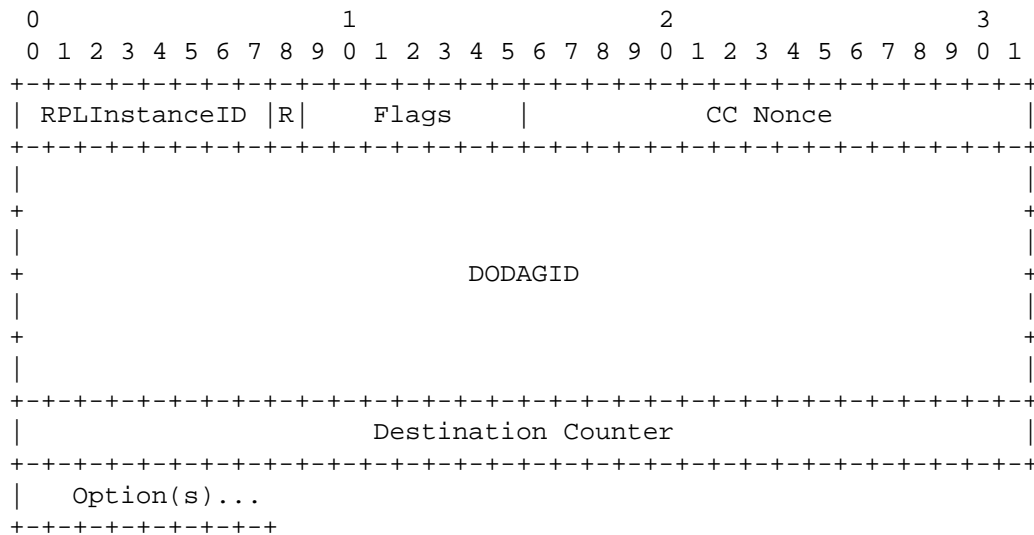 0                   1                   2                   3
 0 1 2 3 4 5 6 7 8 9 0 1 2 3 4 5 6 7 8 9 0 1 2 3 4 5 6 7 8 9 0 1
+-+-+-+-+-+-+-+-+-+-+-+-+-+-+-+-+-+-+-+-+-+-+-+-+-+-+-+-+-+-+-+-+
| RPLInstanceID |R|    Flags    |           CC Nonce            |
+-+-+-+-+-+-+-+-+-+-+-+-+-+-+-+-+-+-+-+-+-+-+-+-+-+-+-+-+-+-+-+-+
|                                                               |
+                                                               +
|                                                               |
+                            DODAGID                            +
|                                                               |
+                                                               +
|                                                               |
+-+-+-+-+-+-+-+-+-+-+-+-+-+-+-+-+-+-+-+-+-+-+-+-+-+-+-+-+-+-+-+-+
|                      Destination Counter                      |
+-+-+-+-+-+-+-+-+-+-+-+-+-+-+-+-+-+-+-+-+-+-+-+-+-+-+-+-+-+-+-+-+
|   Option(s)...
+-+-+-+-+-+-+-+-+